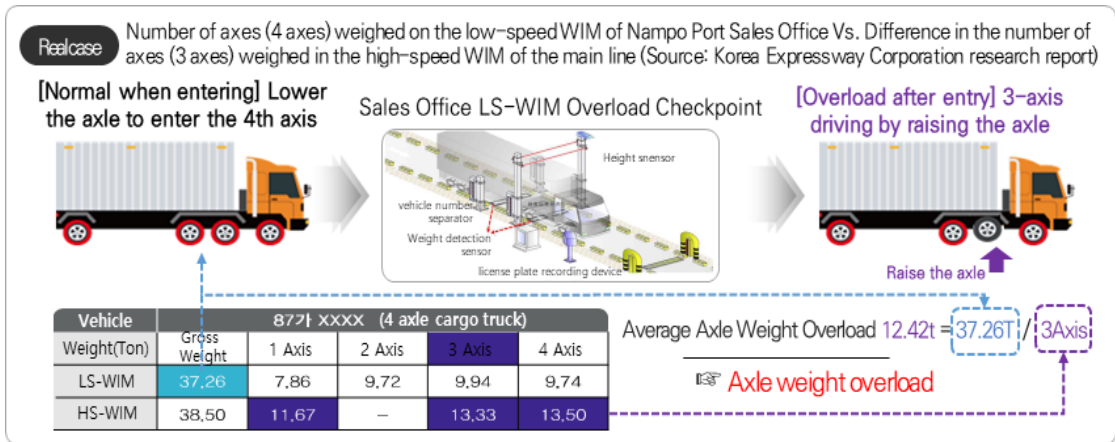 Realcase
Number of axes (4 axes) weighed on the low-speed WIM of Nampo Port Sales Office Vs. Difference in the number of
axes (3 axes) weighed in the high-speed WIM of the main line (Source: Korea Expressway Corporation research report)
[Normal when entering] Lower
the axle to enter the 4th axis
Sales Office LS-WIM Overload Checkpoint
[Overload after entry] 3-axis
driving by raising the axle
Height snensor
vehicle number
separator
Weight detection
sensor
license plate recording device
Raise the axle
Vehicle 87가 XXXX (4 axle cargo truck)
Weight(Ton) Gross Weight 1 Axis 2 Axis 3 Axis 4 Axis
LS-WIM 37.26 7.86 9.72 9.94 9.74
HS-WIM 38.50 11.67 – 13.33 13.50
Average Axle Weight Overload 12.42t = 37.26T / 3Axis
☞ Axle weight overload